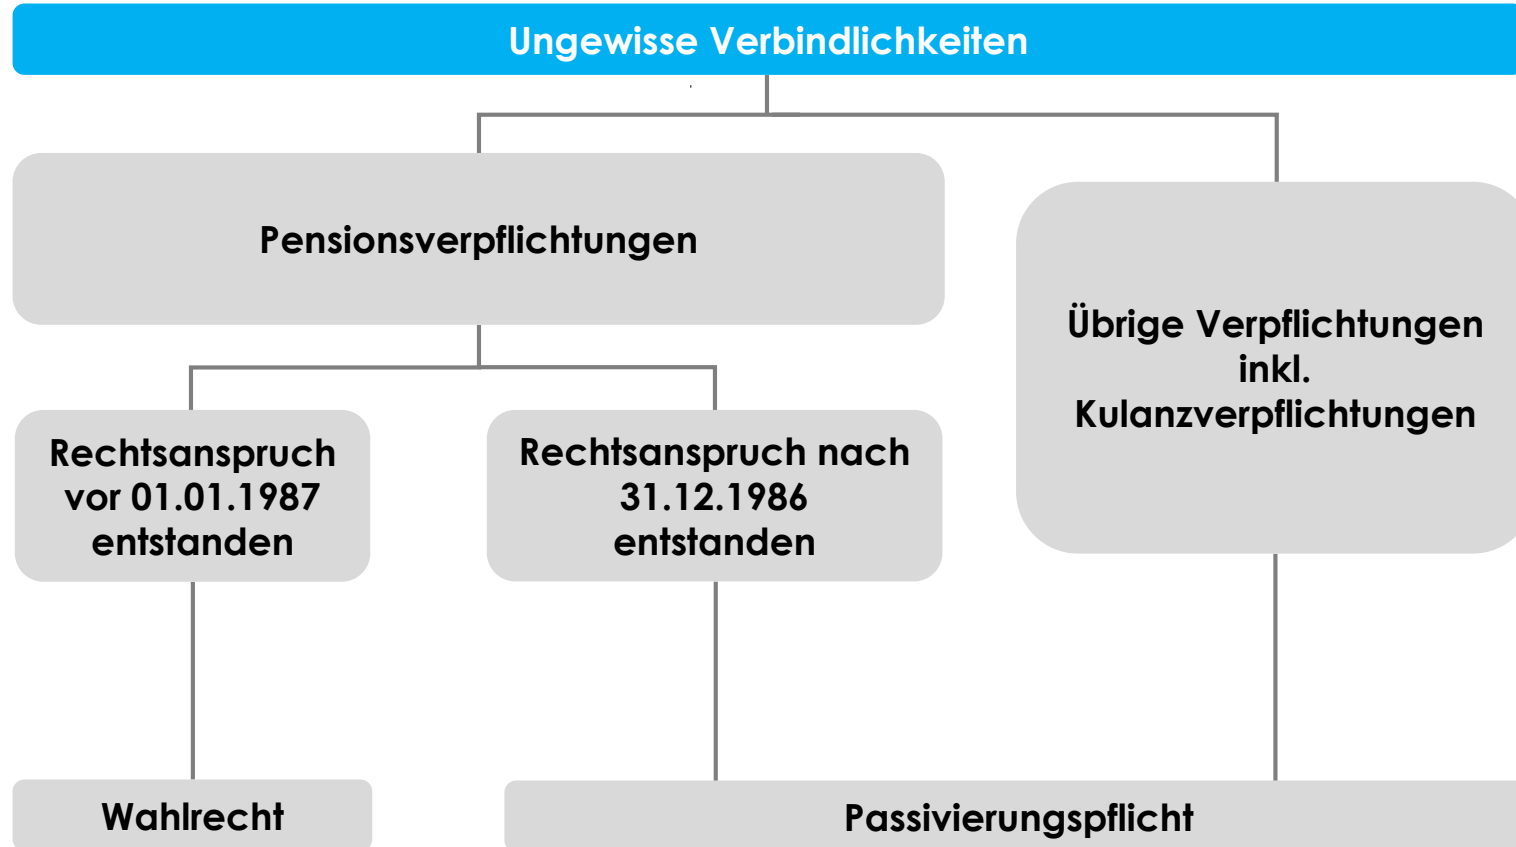 Ungewisse Verbindlichkeiten
Pensionsverpflichtungen
Übrige Verpflichtungen
inkl.
Kulanzverpflichtungen
Rechtsanspruch
vor 01.01.1987
entstanden
Rechtsanspruch nach
31.12.1986
entstanden
Wahlrecht
Passivierungspflicht